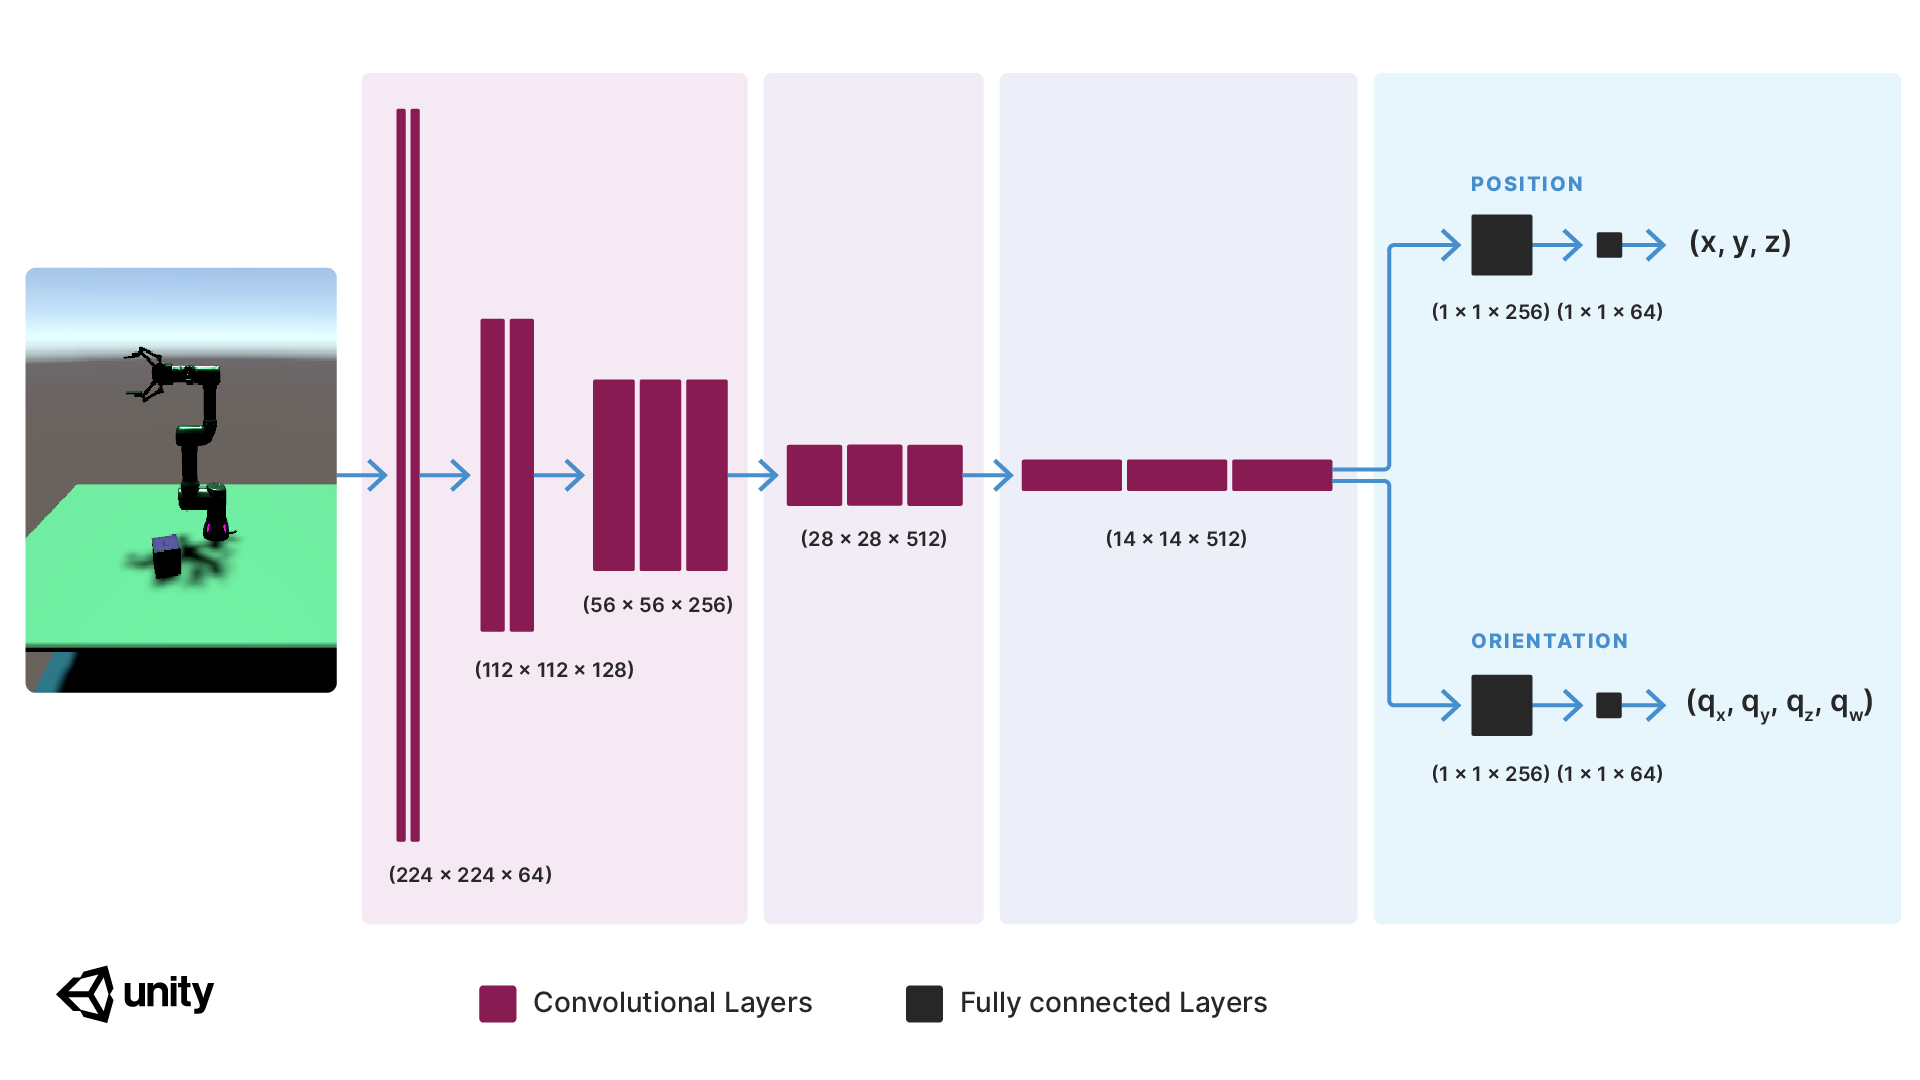 POSITION
(x, y, z)
(1 × 1 × 256) (1 × 1 × 64)
(28 × 28 × 512)
(14 × 14 × 512)
(56 × 56 × 256)
(112 × 112 × 128)
(224 × 224 × 64)
ORIENTATION
(qx, qy, qz, qw)
(1 × 1 × 256) (1 × 1 × 64)
unity
Convolutional Layers
Fully connected Layers